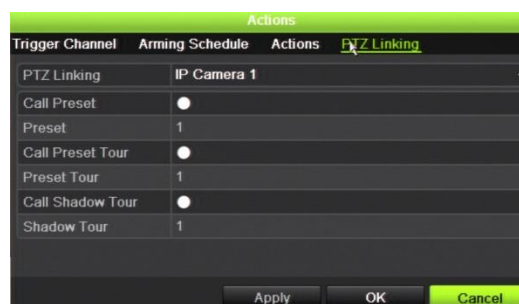 Actions
Trigger Channel Arming Schedule Actions PTZ Linking
PTZ Linking IP Camera 1
Call Preset
Preset 1
Call Preset Tour
Preset Tour 1
Call Shadow Tour
Shadow Tour 1
Apply OK Cancel